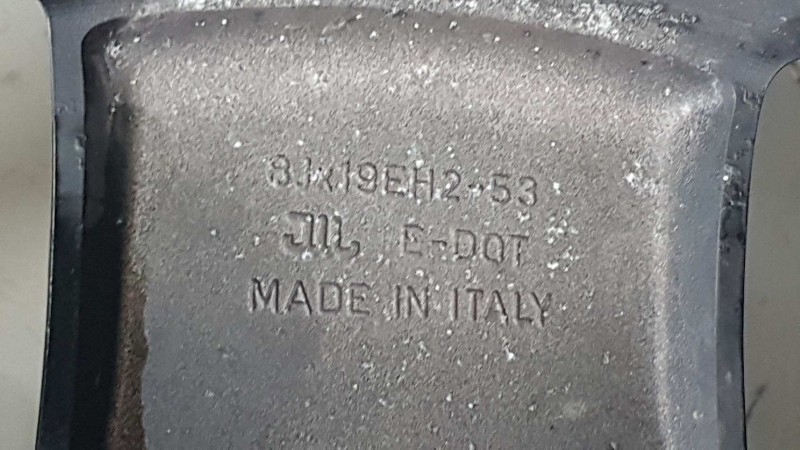 8Jx19EH2-53
JWL E-DOT
MADE IN ITALY